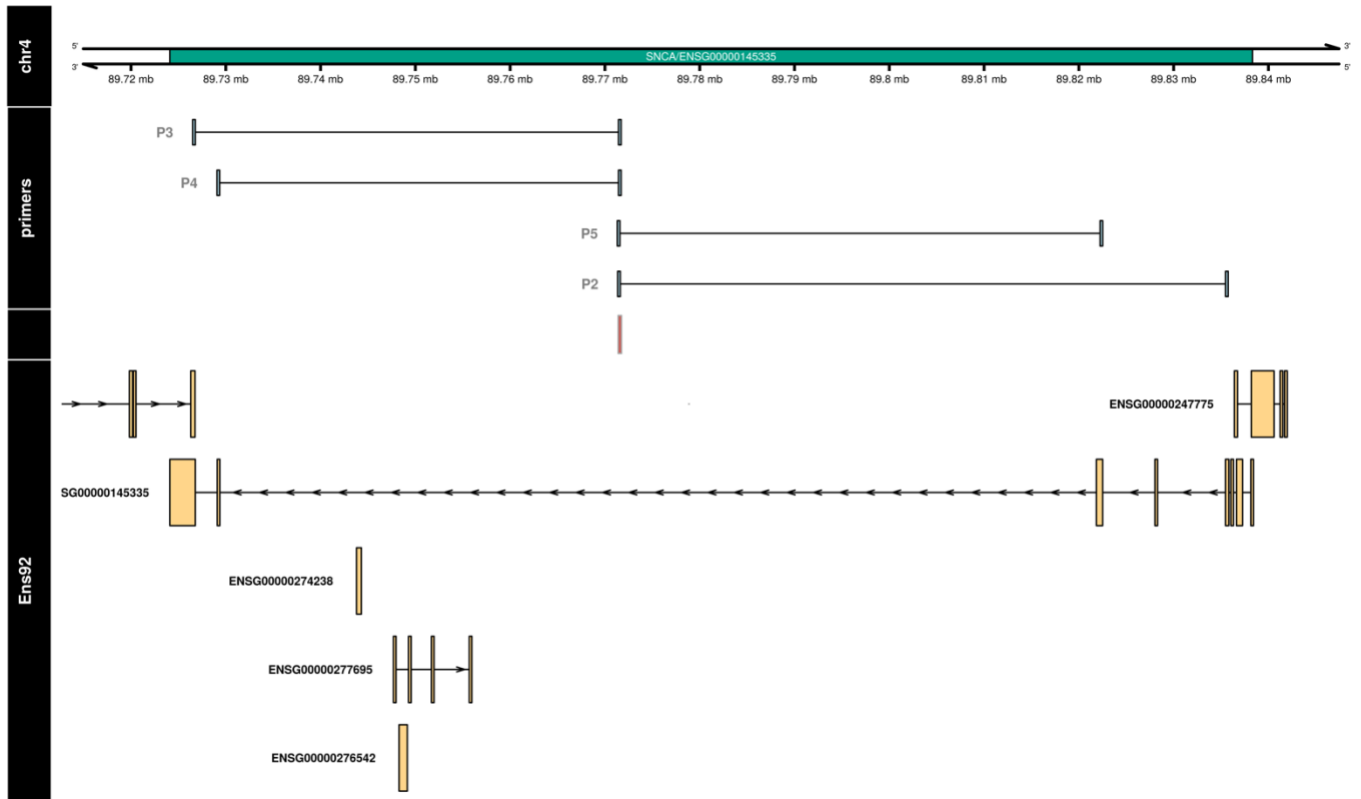 chr4
5'
3'
SNCA/ENSG00000145335
3'
5'
89.72 mb
89.73 mb
89.74 mb
89.75 mb
89.76 mb
89.77 mb
89.78 mb
89.79 mb
89.8 mb
89.81 mb
89.82 mb
89.83 mb
89.84 mb
primers
P3
P4
P5
P2
Ens92
ENSG00000247775
SG00000145335
ENSG00000274238
ENSG00000277695
ENSG00000276542